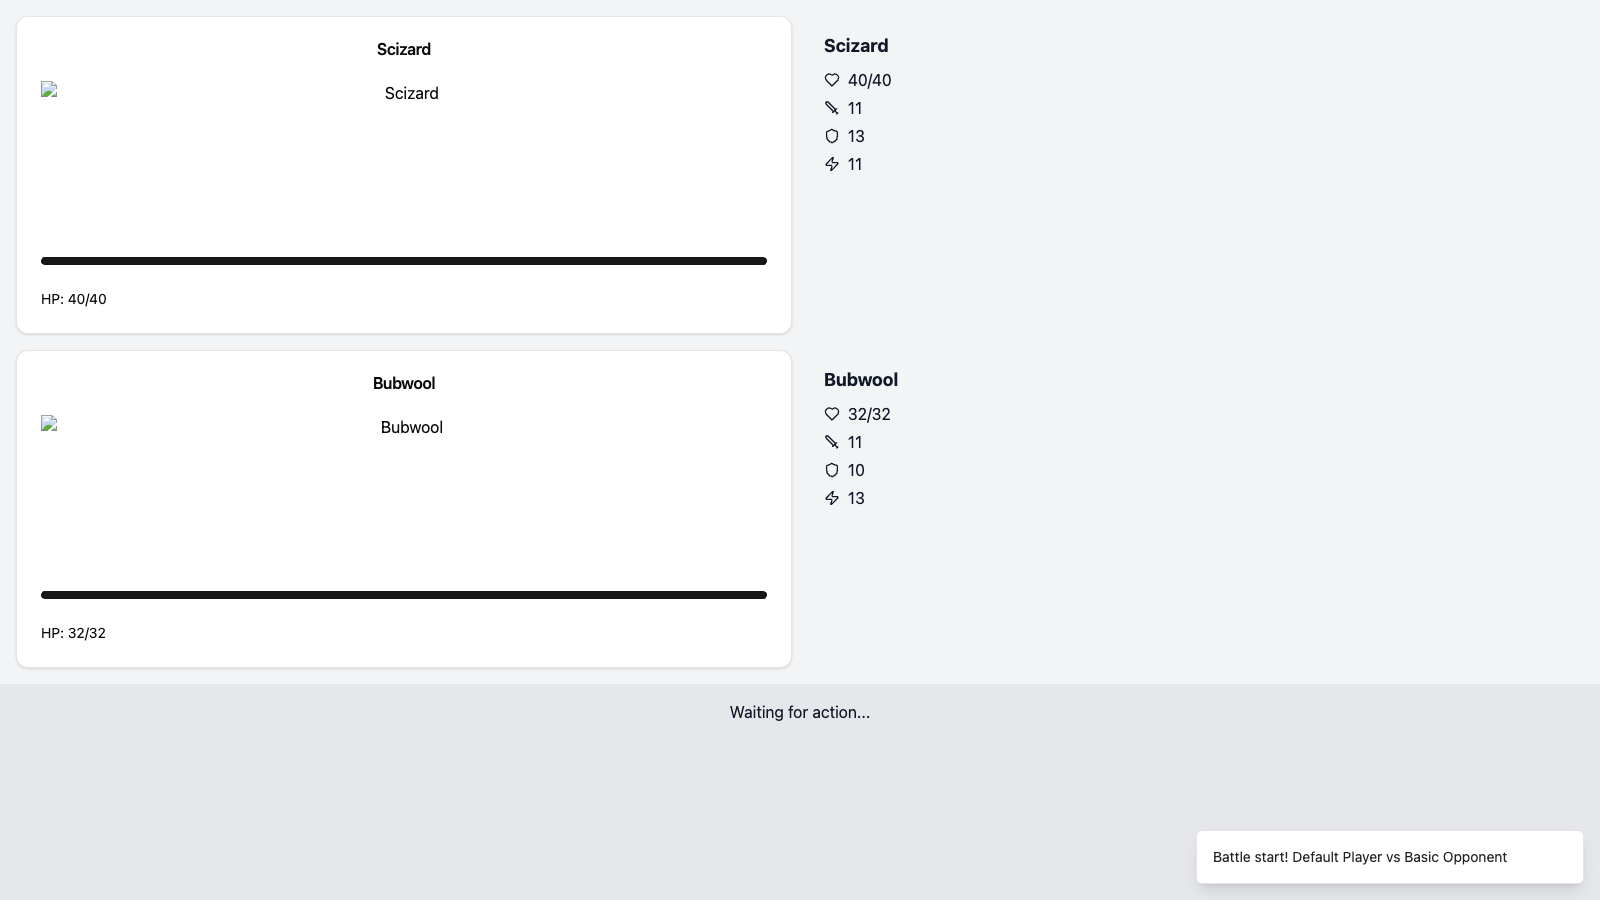 Scizard
Scizard
HP: 40/40
Scizard
40/40
11
13
11
Bubwool
Bubwool
HP: 32/32
Bubwool
32/32
11
10
13
Waiting for action...
Battle start! Default Player vs Basic Opponent